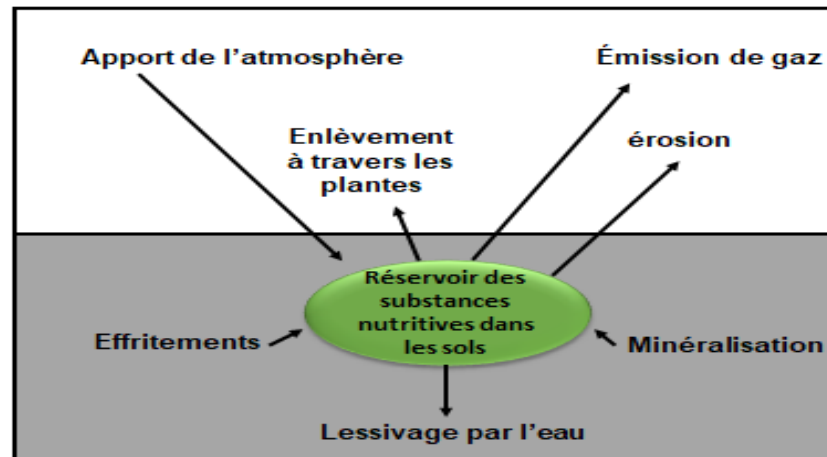 Apport de l’atmosphère
Émission de gaz
Enlèvement
à travers les
plantes
érosion
Réservoir des
substances
nutritives dans
les sols
Effritements
Minéralisation
Lessivage par l’eau